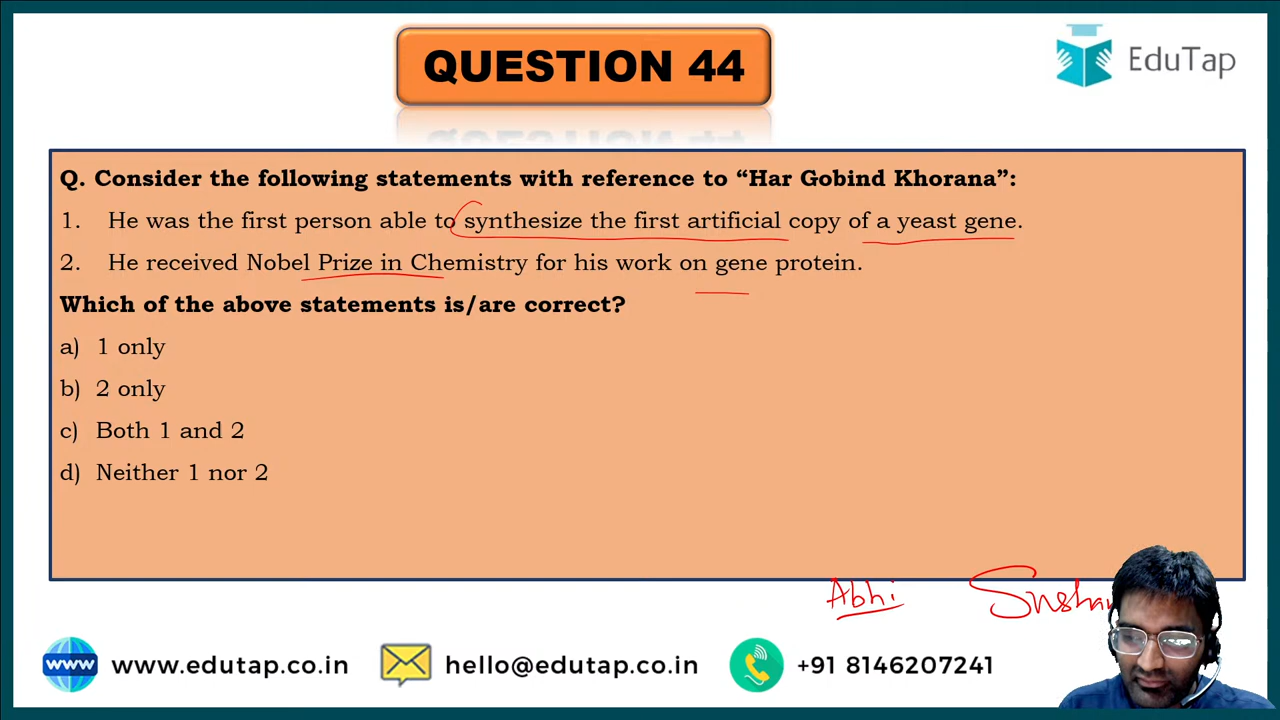 QUESTION 44
EduTap
Q. Consider the following statements with reference to “Har Gobind Khorana”:
1. He was the first person able to synthesize the first artificial copy of a yeast gene.
2. He received Nobel Prize in Chemistry for his work on gene protein.
Which of the above statements is/are correct?
a) 1 only
b) 2 only
c) Both 1 and 2
d) Neither 1 nor 2
Abhi
www www.edutap.co.in hello@edutap.co.in +91 8146207241